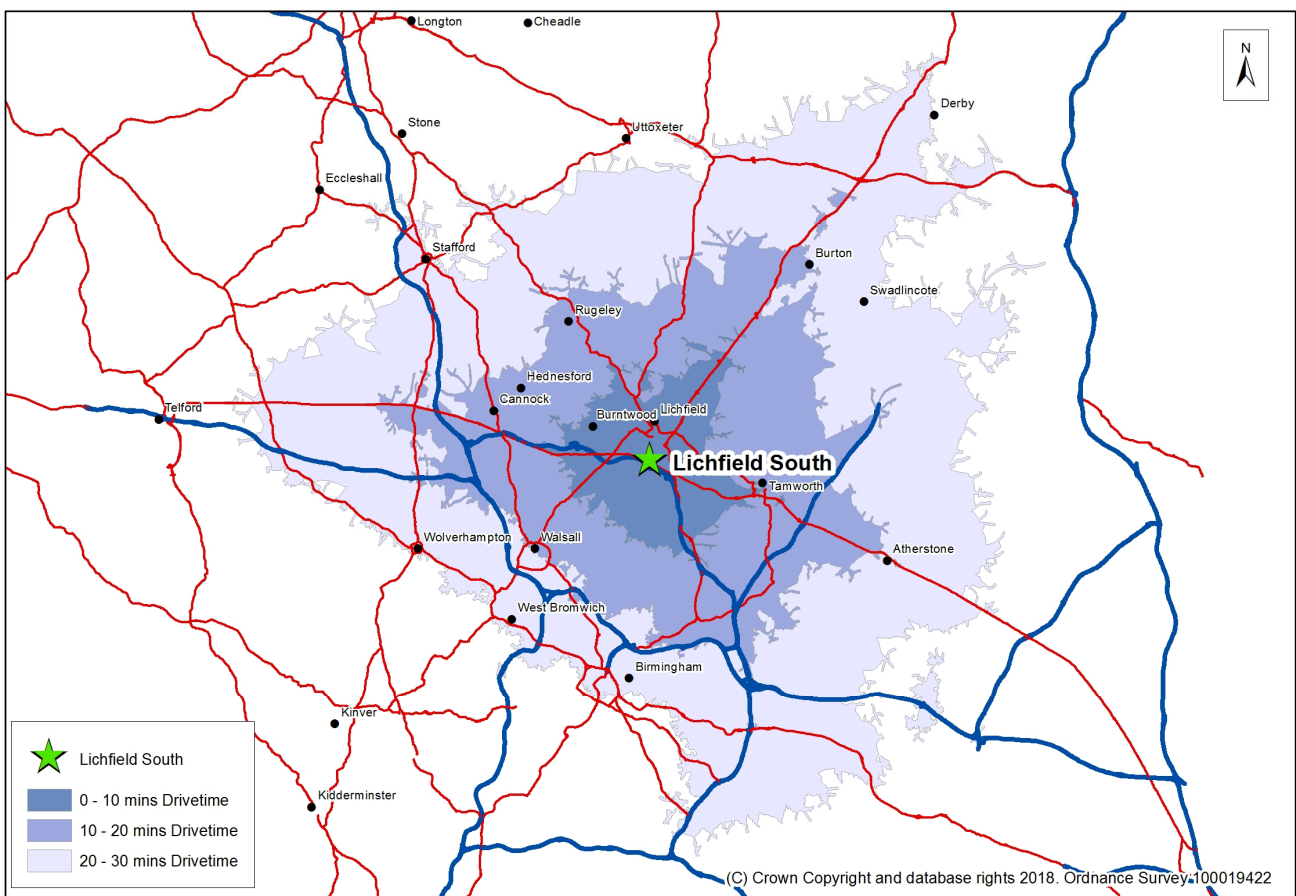 Longton
Cheadle
N
Derby
Stone
Uttoxeter
Eccleshall
Stafford
Burton
Swadlincote
Rugeley
Hednesford
Cannock
Telford
Burntwood
Lichfield
Lichfield South
Tamworth
Wolverhampton
Walsall
Atherstone
West Bromwich
Birmingham
Kinver
Kidderminster
Lichfield South
0 - 10 mins Drivetime
10 - 20 mins Drivetime
20 - 30 mins Drivetime
(C) Crown Copyright and database rights 2018. Ordnance Survey 100019422